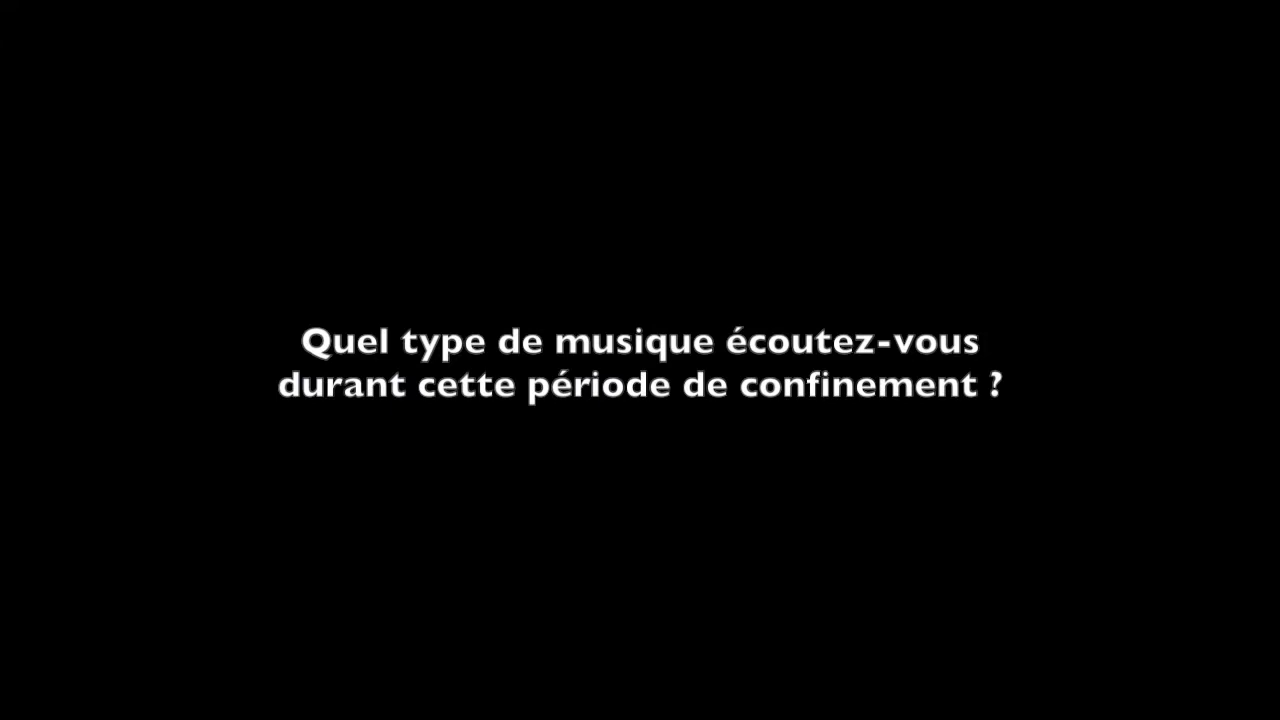 Quel type de musique écoutez-vous
durant cette période de confinement ?